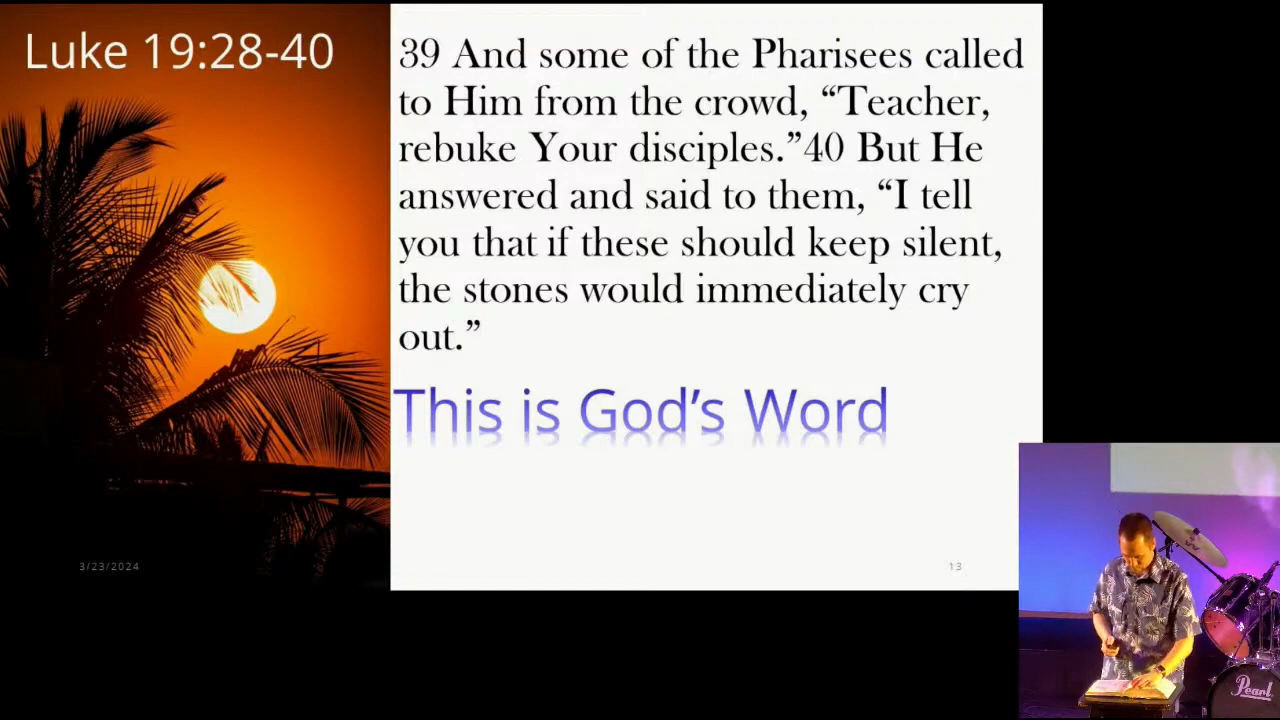 Luke 19:28-40
39 And some of the Pharisees called
to Him from the crowd, “Teacher,
rebuke Your disciples.”40 But He
answered and said to them, “I tell
you that if these should keep silent,
the stones would immediately cry
out.”
This is God’s Word
3/23/2024
13
Pearl